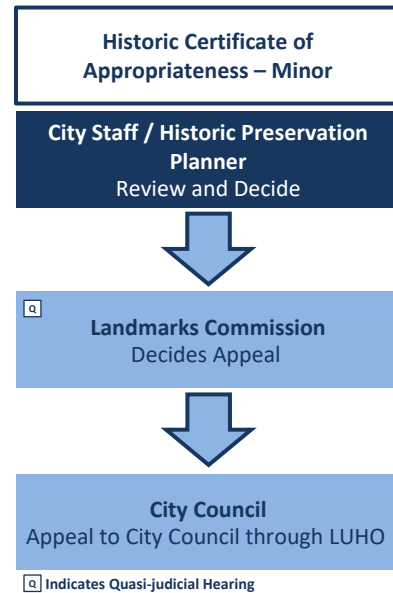 Historic Certificate of
Appropriateness – Minor
City Staff / Historic Preservation
Planner
Review and Decide
Q
Landmarks Commission
Decides Appeal
City Council
Appeal to City Council through LUHO
Q Indicates Quasi-judicial Hearing